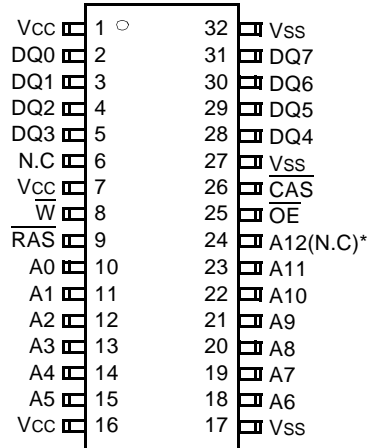 VCC 1 32 VSS
DQ0 2 31 DQ7
DQ1 3 30 DQ6
DQ2 4 29 DQ5
DQ3 5 28 DQ4
N.C 6 27 VSS
VCC 7 26 C̅A̅S̅
W̅ 8 25 O̅E̅
R̅A̅S̅ 9 24 A12(N.C)*
A0 10 23 A11
A1 11 22 A10
A2 12 21 A9
A3 13 20 A8
A4 14 19 A7
A5 15 18 A6
VCC 16 17 VSS